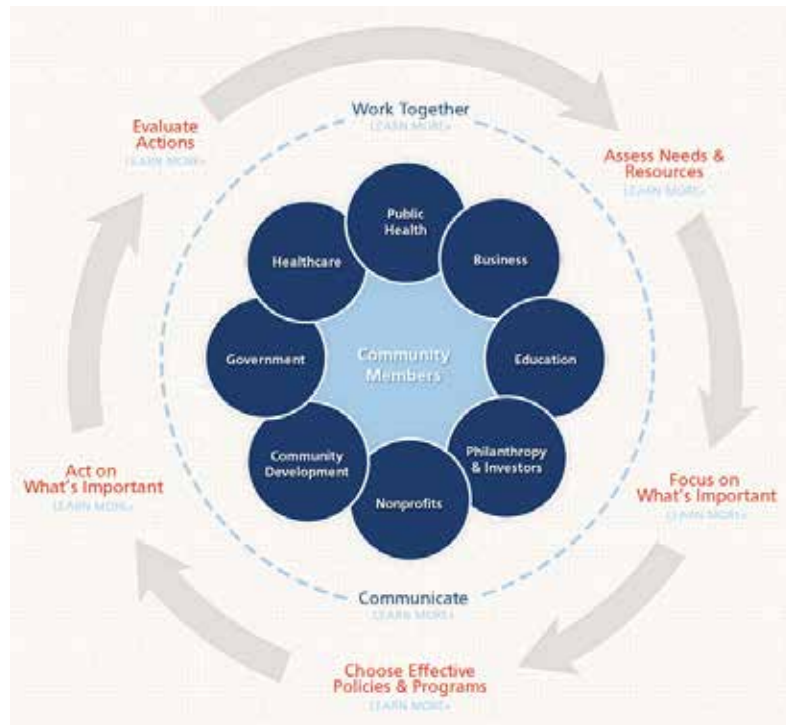 Work Together
LEARN MORE»
Evaluate
Actions
LEARN MORE»
Assess Needs &
Resources
LEARN MORE»
Public
Health
Healthcare
Business
Government
Community
Members
Education
Community
Development
Philanthropy
& Investors
Nonprofits
Act on
What's Important
LEARN MORE»
Focus on
What's Important
LEARN MORE»
Communicate
LEARN MORE»
Choose Effective
Policies & Programs
LEARN MORE»